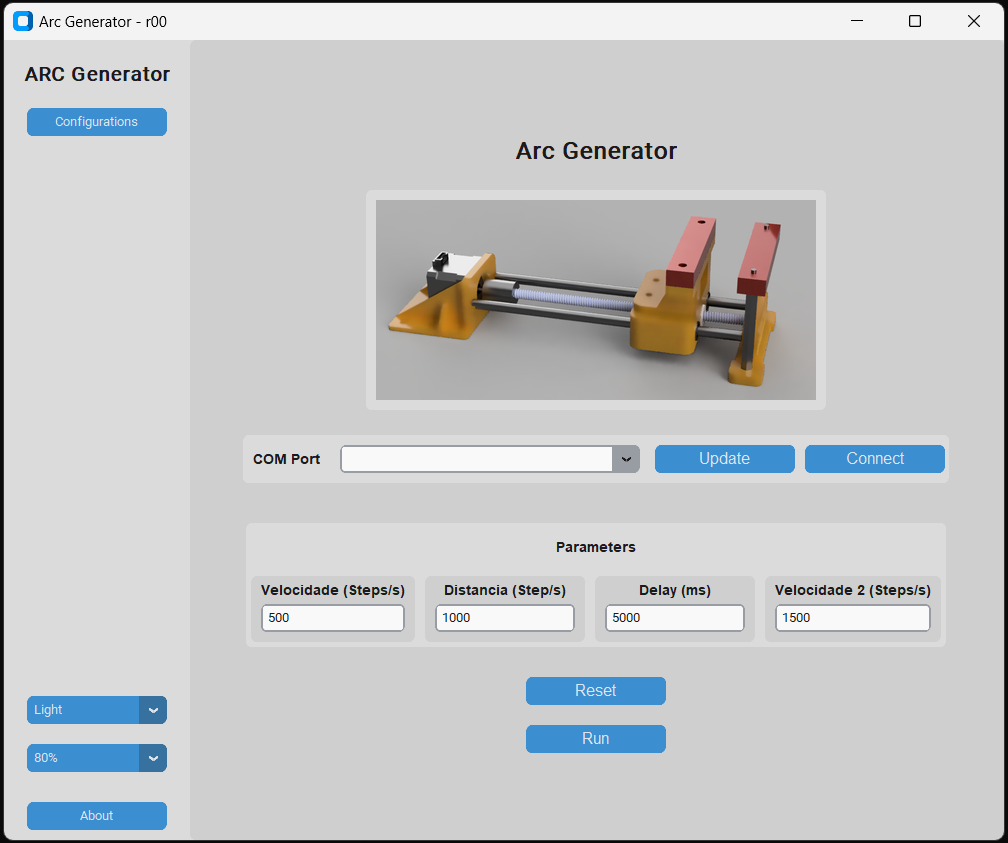 Arc Generator - r00
ARC Generator
Configurations
Arc Generator
COM Port
Update
Connect
Parameters
Velocidade (Steps/s)
Distancia (Step/s)
Delay (ms)
Velocidade 2 (Steps/s)
500
1000
5000
1500
Reset
Run
Light
80%
About